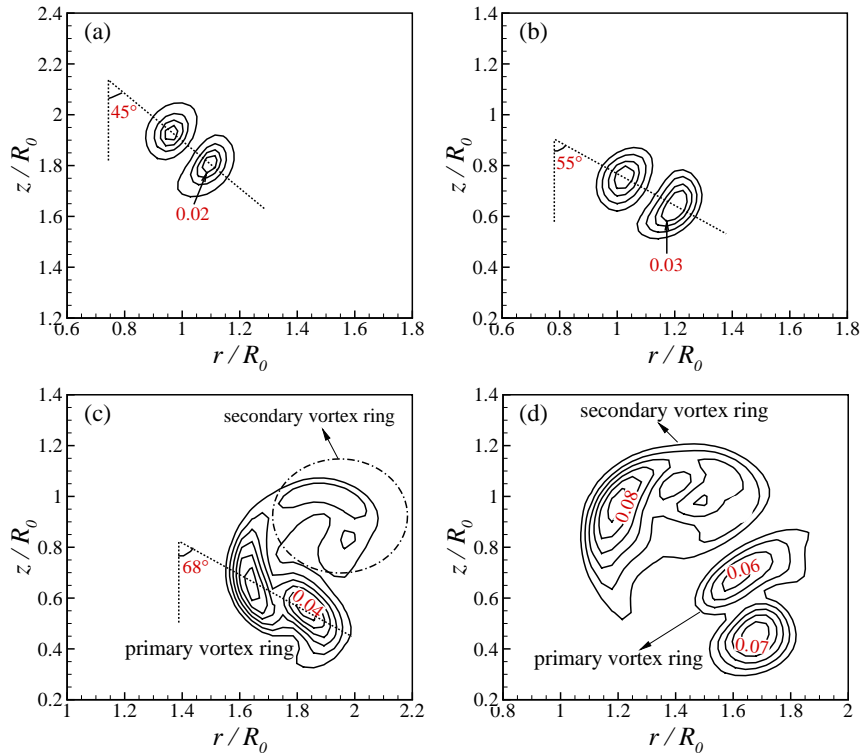 (a)
2.4
2.2
2
1.8
1.6
1.4
1.2
z / R0
45°
0.02
0.6 0.8 1 1.2 1.4 1.6 1.8
r / R0
(b)
1.4
1.2
1
0.8
0.6
0.4
0.2
z / R0
55°
0.03
0.6 0.8 1 1.2 1.4 1.6 1.8
r / R0
(c)
1.4
1.2
1
0.8
0.6
0.4
0.2
z / R0
secondary vortex ring
68°
0.04
primary vortex ring
1 1.2 1.4 1.6 1.8 2 2.2
r / R0
(d)
1.4
1.2
1
0.8
0.6
0.4
0.2
z / R0
secondary vortex ring
0.08
0.06
primary vortex ring
0.07
0.8 1 1.2 1.4 1.6 1.8 2
r / R0